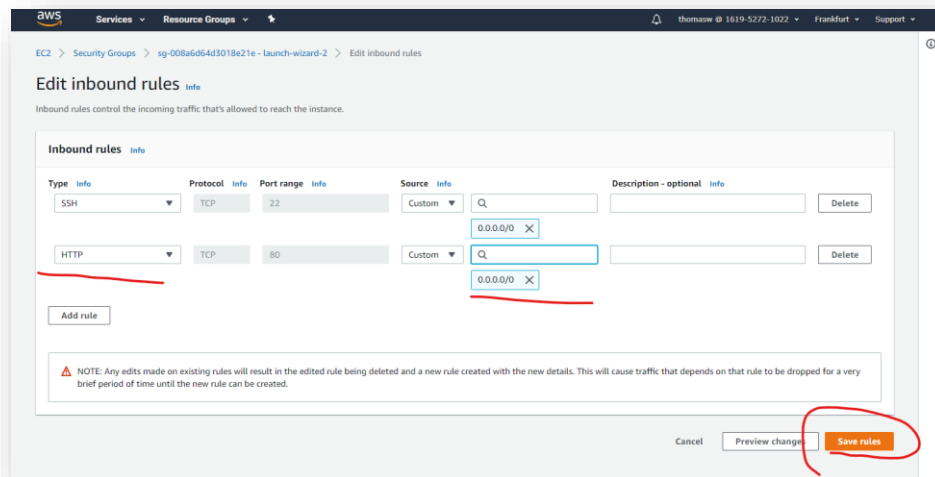 aws Services Resource Groups thomasw @ 1619-5272-1022 Frankfurt Support
EC2 > Security Groups > sg-008a6d64d3018e21e - launch-wizard-2 > Edit inbound rules
Edit inbound rules Info
Inbound rules control the incoming traffic that's allowed to reach the instance.
Inbound rules Info
Type Info Protocol Info Port range Info Source Info Description - optional Info
SSH TCP 22 Custom Delete
0.0.0.0/0
HTTP TCP 80 Custom Delete
0.0.0.0/0
Add rule
NOTE: Any edits made on existing rules will result in the edited rule being deleted and a new rule created with the new details. This will cause traffic that depends on that rule to be dropped for a very
brief period of time until the new rule can be created.
Cancel Preview changes Save rules